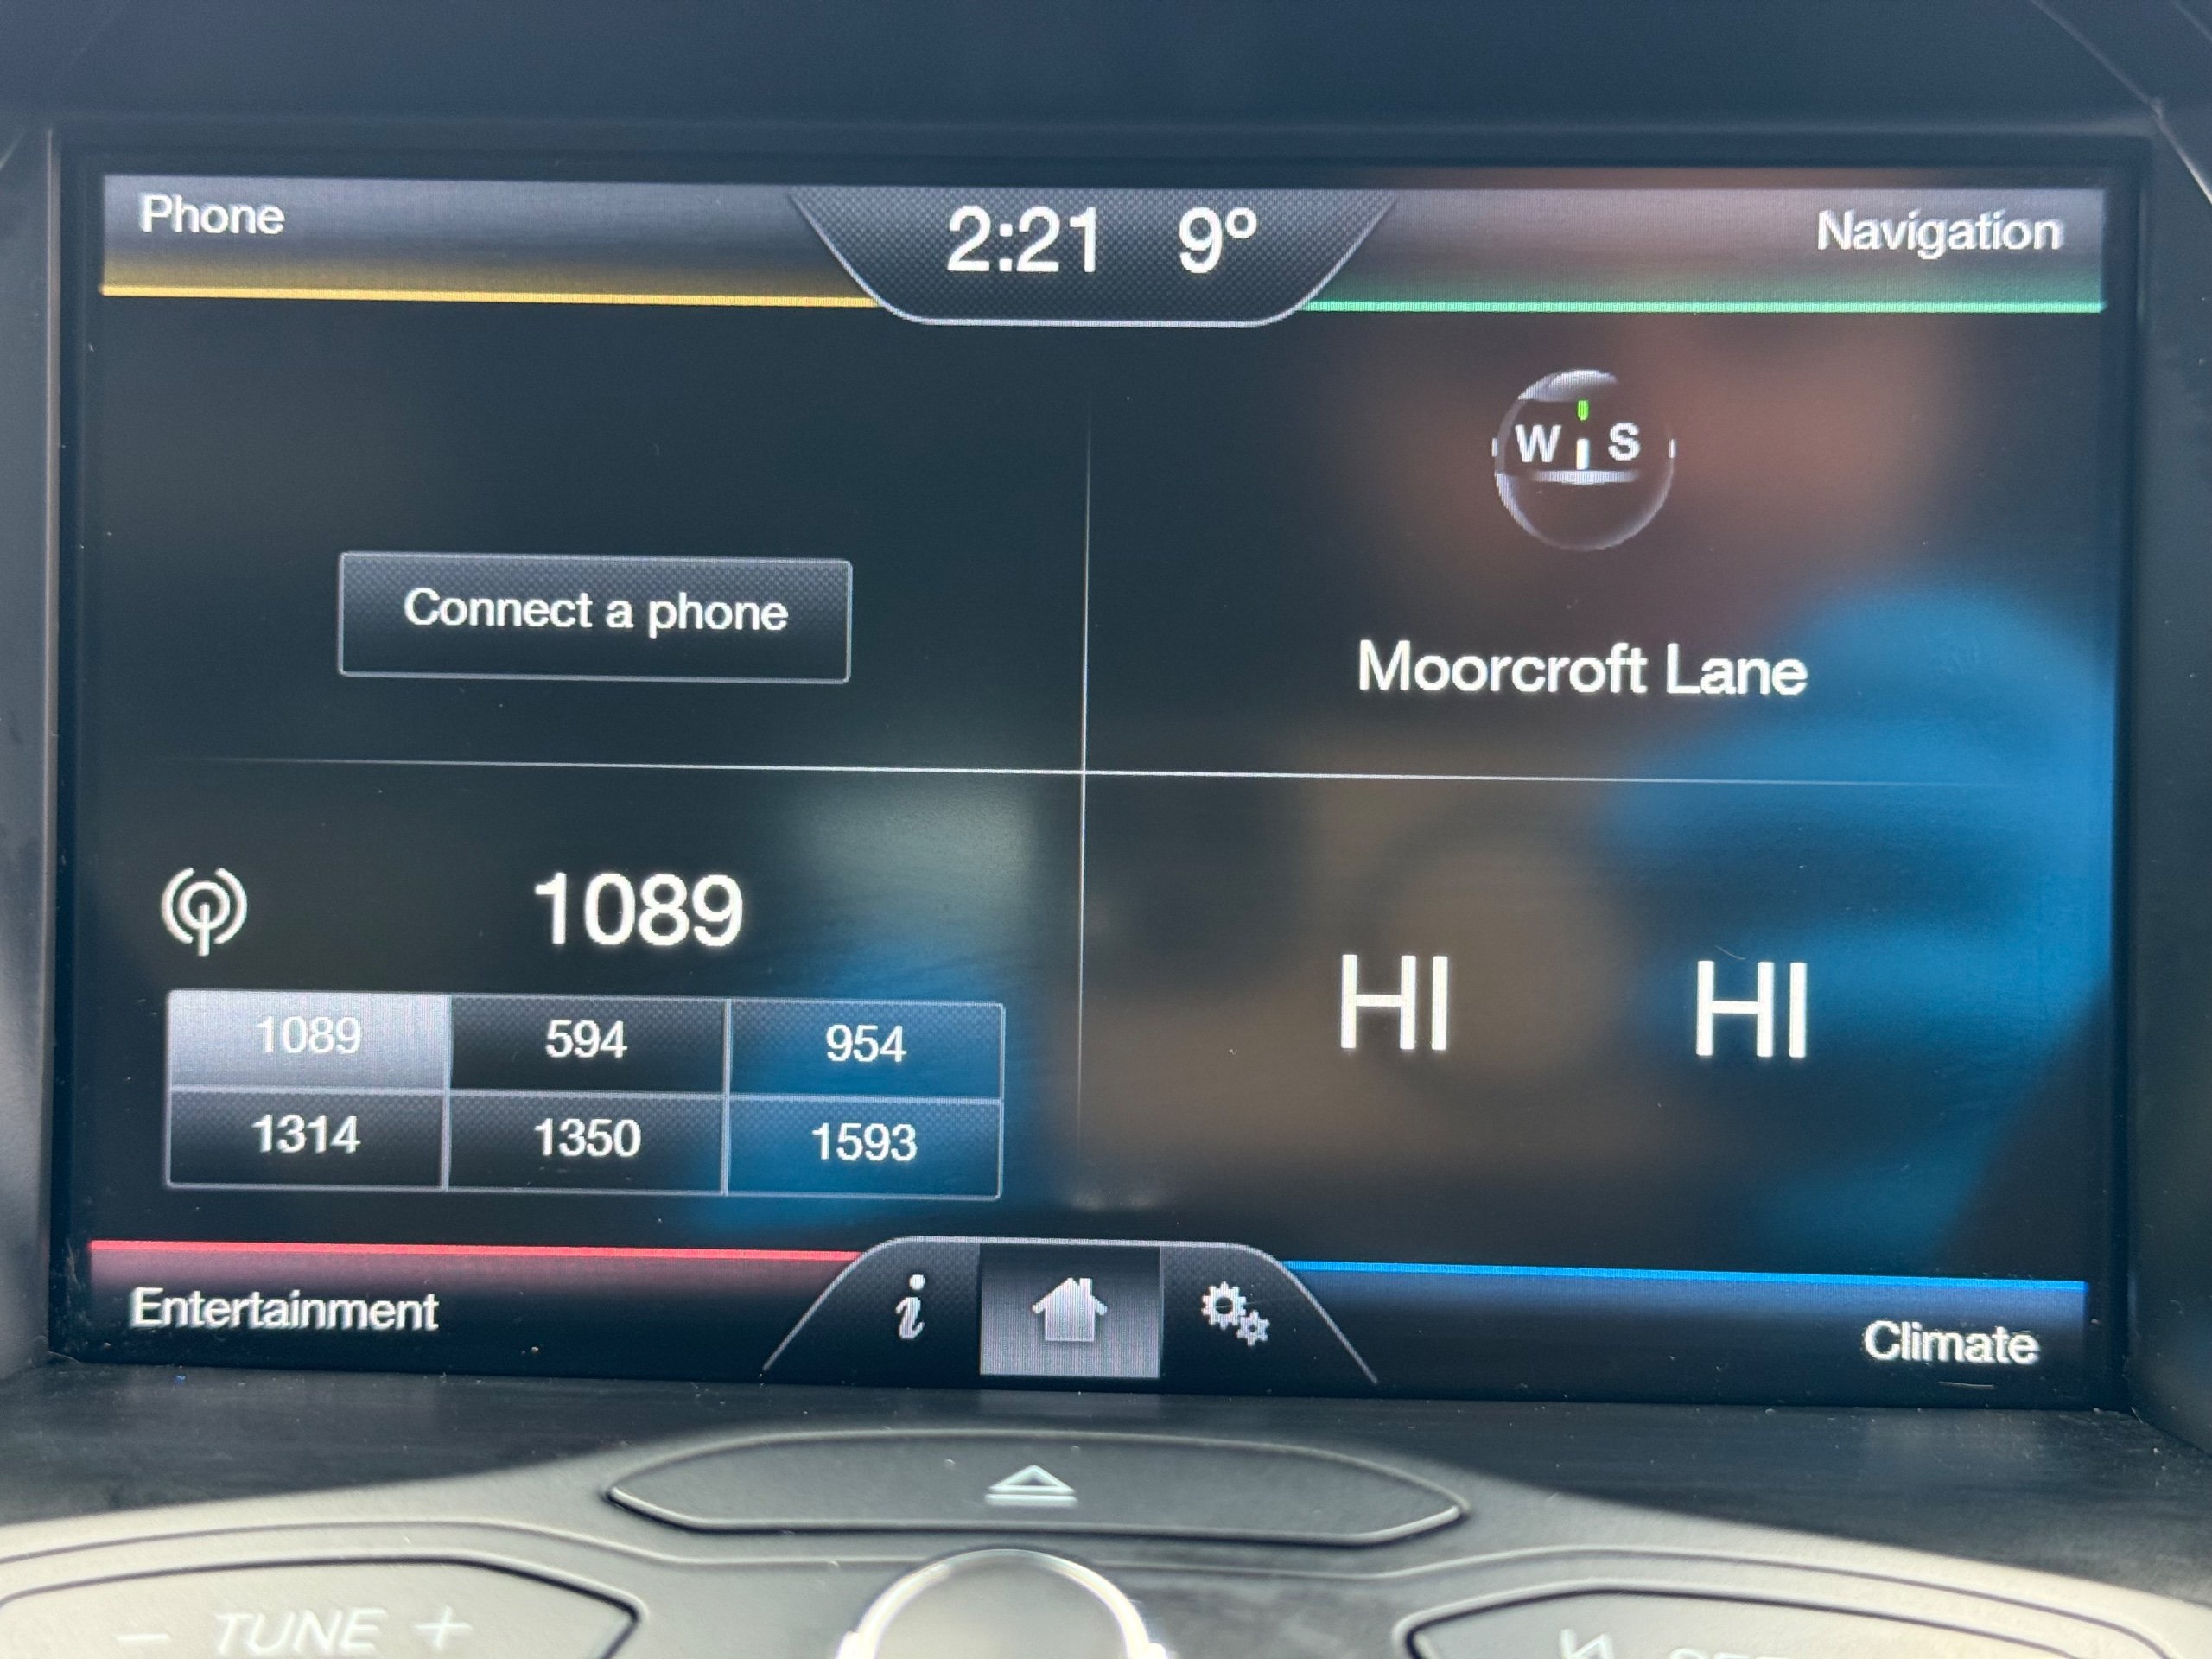 Phone
2:21 9°
Navigation
W S
Connect a phone
Moorcroft Lane
1089
1089 594 954
1314 1350 1593
HI HI
Entertainment
i
Climate
− TUNE +